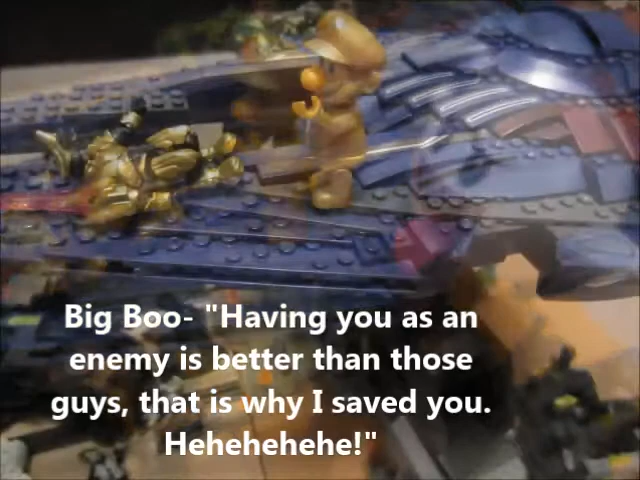 Big Boo- "Having you as an
enemy is better than those
guys, that is why I saved you.
Hehehehehe!"